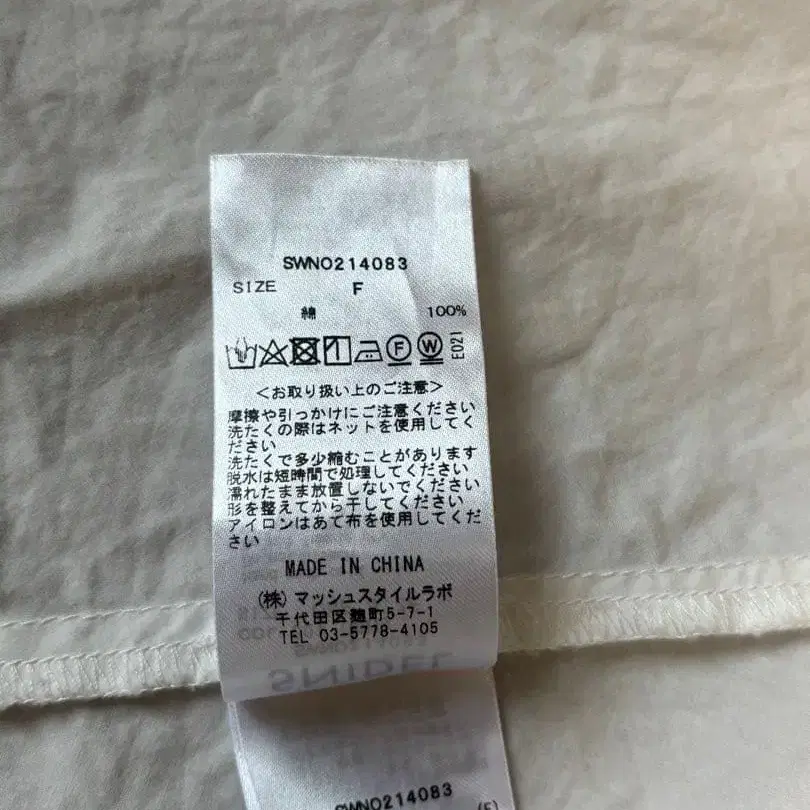 SWNO214083
SIZE F
綿 100%
F W E021
<お取り扱い上のご注意>
摩擦や引っかけにご注意ください
洗たくの際はネットを使用してく
ださい
洗たくで多少縮むことがあります
脱水は短時間で処理してください
濡れたまま放置しないでください
形を整えてから干してください
アイロンはあて布を使用してくだ
さい
MADE IN CHINA
(株)マッシュスタイルラボ
千代田区麹町5-7-1
TEL 03-5778-4105
SWNO214083
SNIDEL
SWNO214083